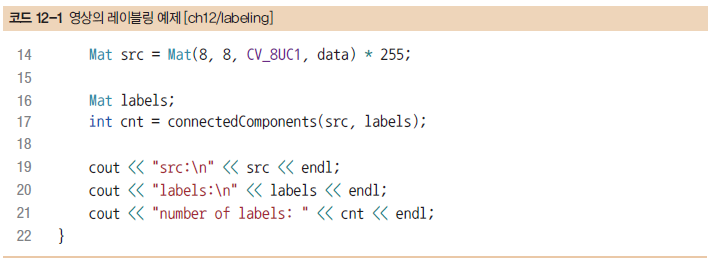 코드 12-1 영상의 레이블링 예제 [ch12/labeling]
14 Mat src = Mat(8, 8, CV_8UC1, data) * 255;
15
16 Mat labels;
17 int cnt = connectedComponents(src, labels);
18
19 cout << "src:\n" << src << endl;
20 cout << "labels:\n" << labels << endl;
21 cout << "number of labels: " << cnt << endl;
22 }